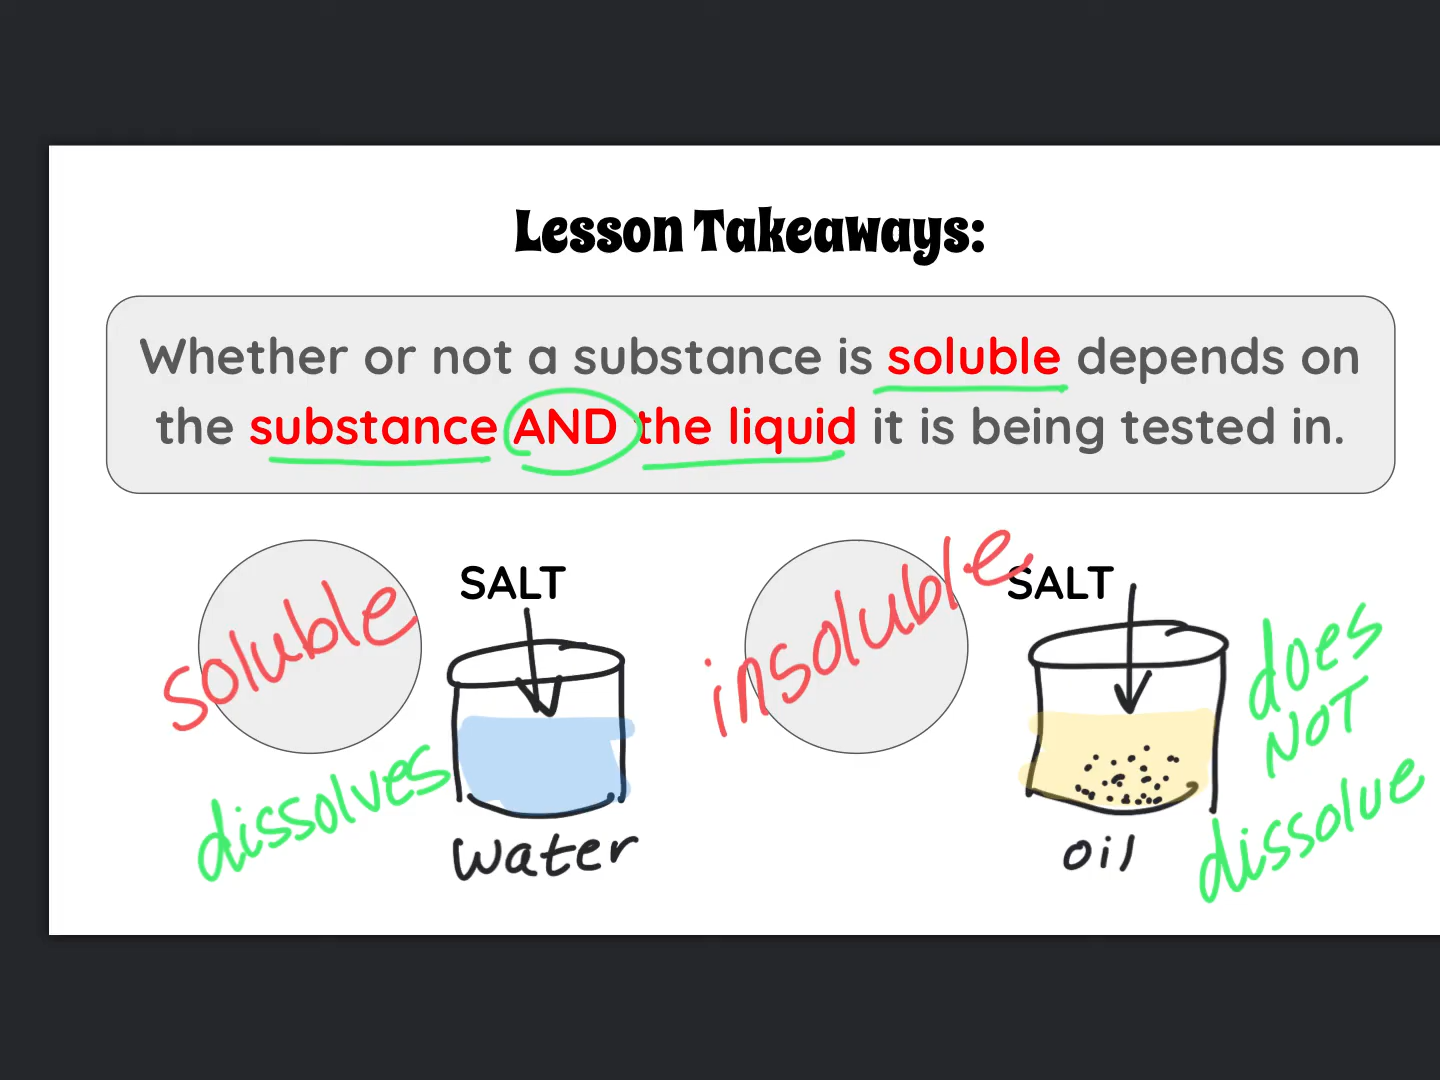 Lesson Takeaways:
Whether or not a substance is soluble depends on
the substance AND the liquid it is being tested in.
soluble
SALT
dissolves
water
insoluble
SALT
does
NOT
dissolve
oil